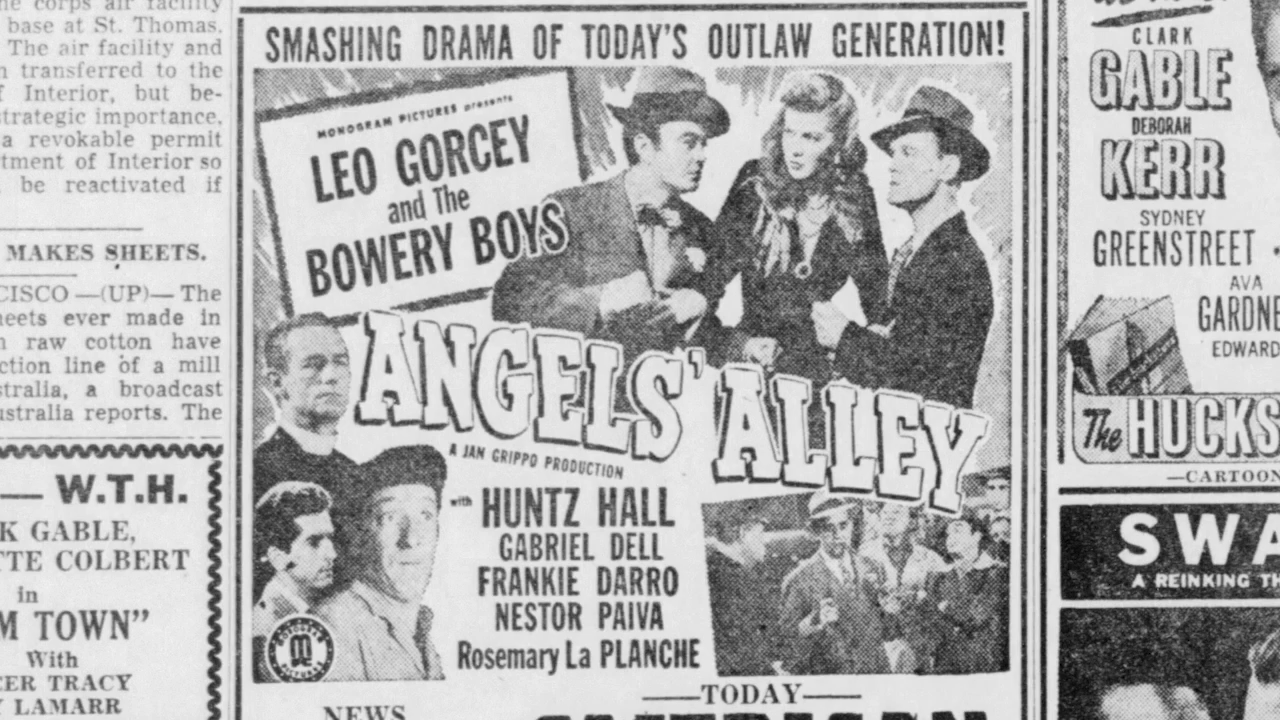 he corps air facility
base at St. Thomas.
The air facility and
n transferred to the
f Interior, but be-
strategic importance,
a revokable permit
tment of Interior so
be reactivated if
MAKES SHEETS.
CISCO —(UP)— The
heets ever made in
n raw cotton have
ction line of a mill
stralia, a broadcast
ustralia reports. The
— W.T.H.
K GABLE,
TTE COLBERT
in
M TOWN”
With
CER TRACY
Y LAMARR
SMASHING DRAMA OF TODAY'S OUTLAW GENERATION!
MONOGRAM PICTURES presents
LEO GORCEY
and The
BOWERY BOYS
ANGELS' ALLEY
A JAN GRIPPO PRODUCTION
with
HUNTZ HALL
GABRIEL DELL
FRANKIE DARRO
NESTOR PAIVA
Rosemary La PLANCHE
MONOGRAM
PICTURES
NEWS
—TODAY—
CLARK
GABLE
DEBORAH
KERR
SYDNEY
GREENSTREET
AVA
GARDNE
EDWARD
The HUCKS
—CARTOON
SWA
A REINKING TH